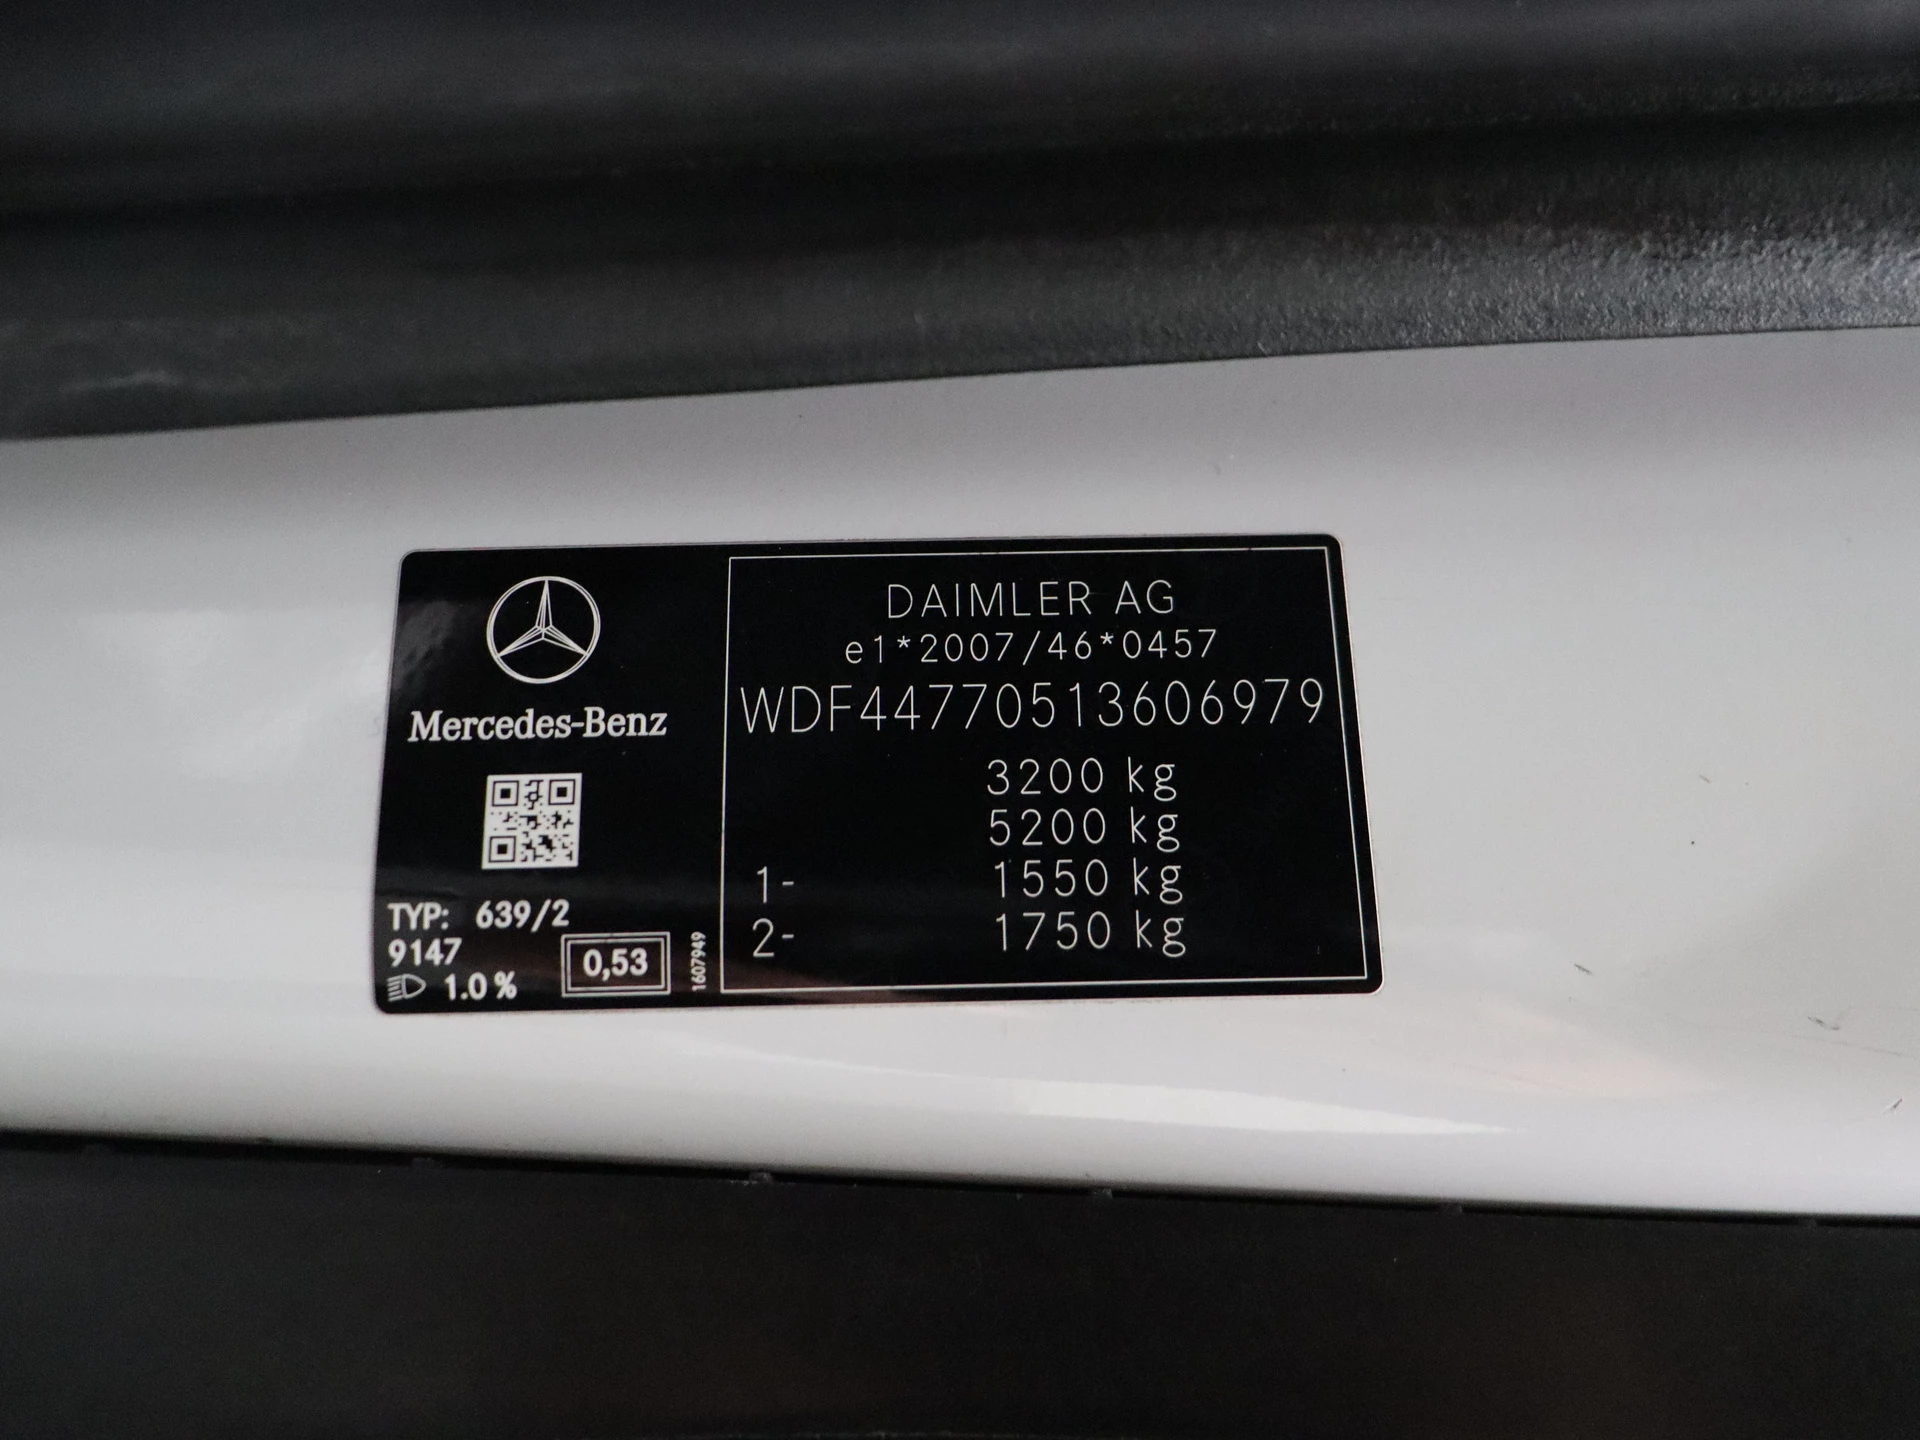 Mercedes-Benz
TYP: 639/2
9147
1.0 %
0,53
1607949
DAIMLER AG
e1*2007/46*0457
WDF44770513606979
3200 kg
5200 kg
1- 1550 kg
2- 1750 kg